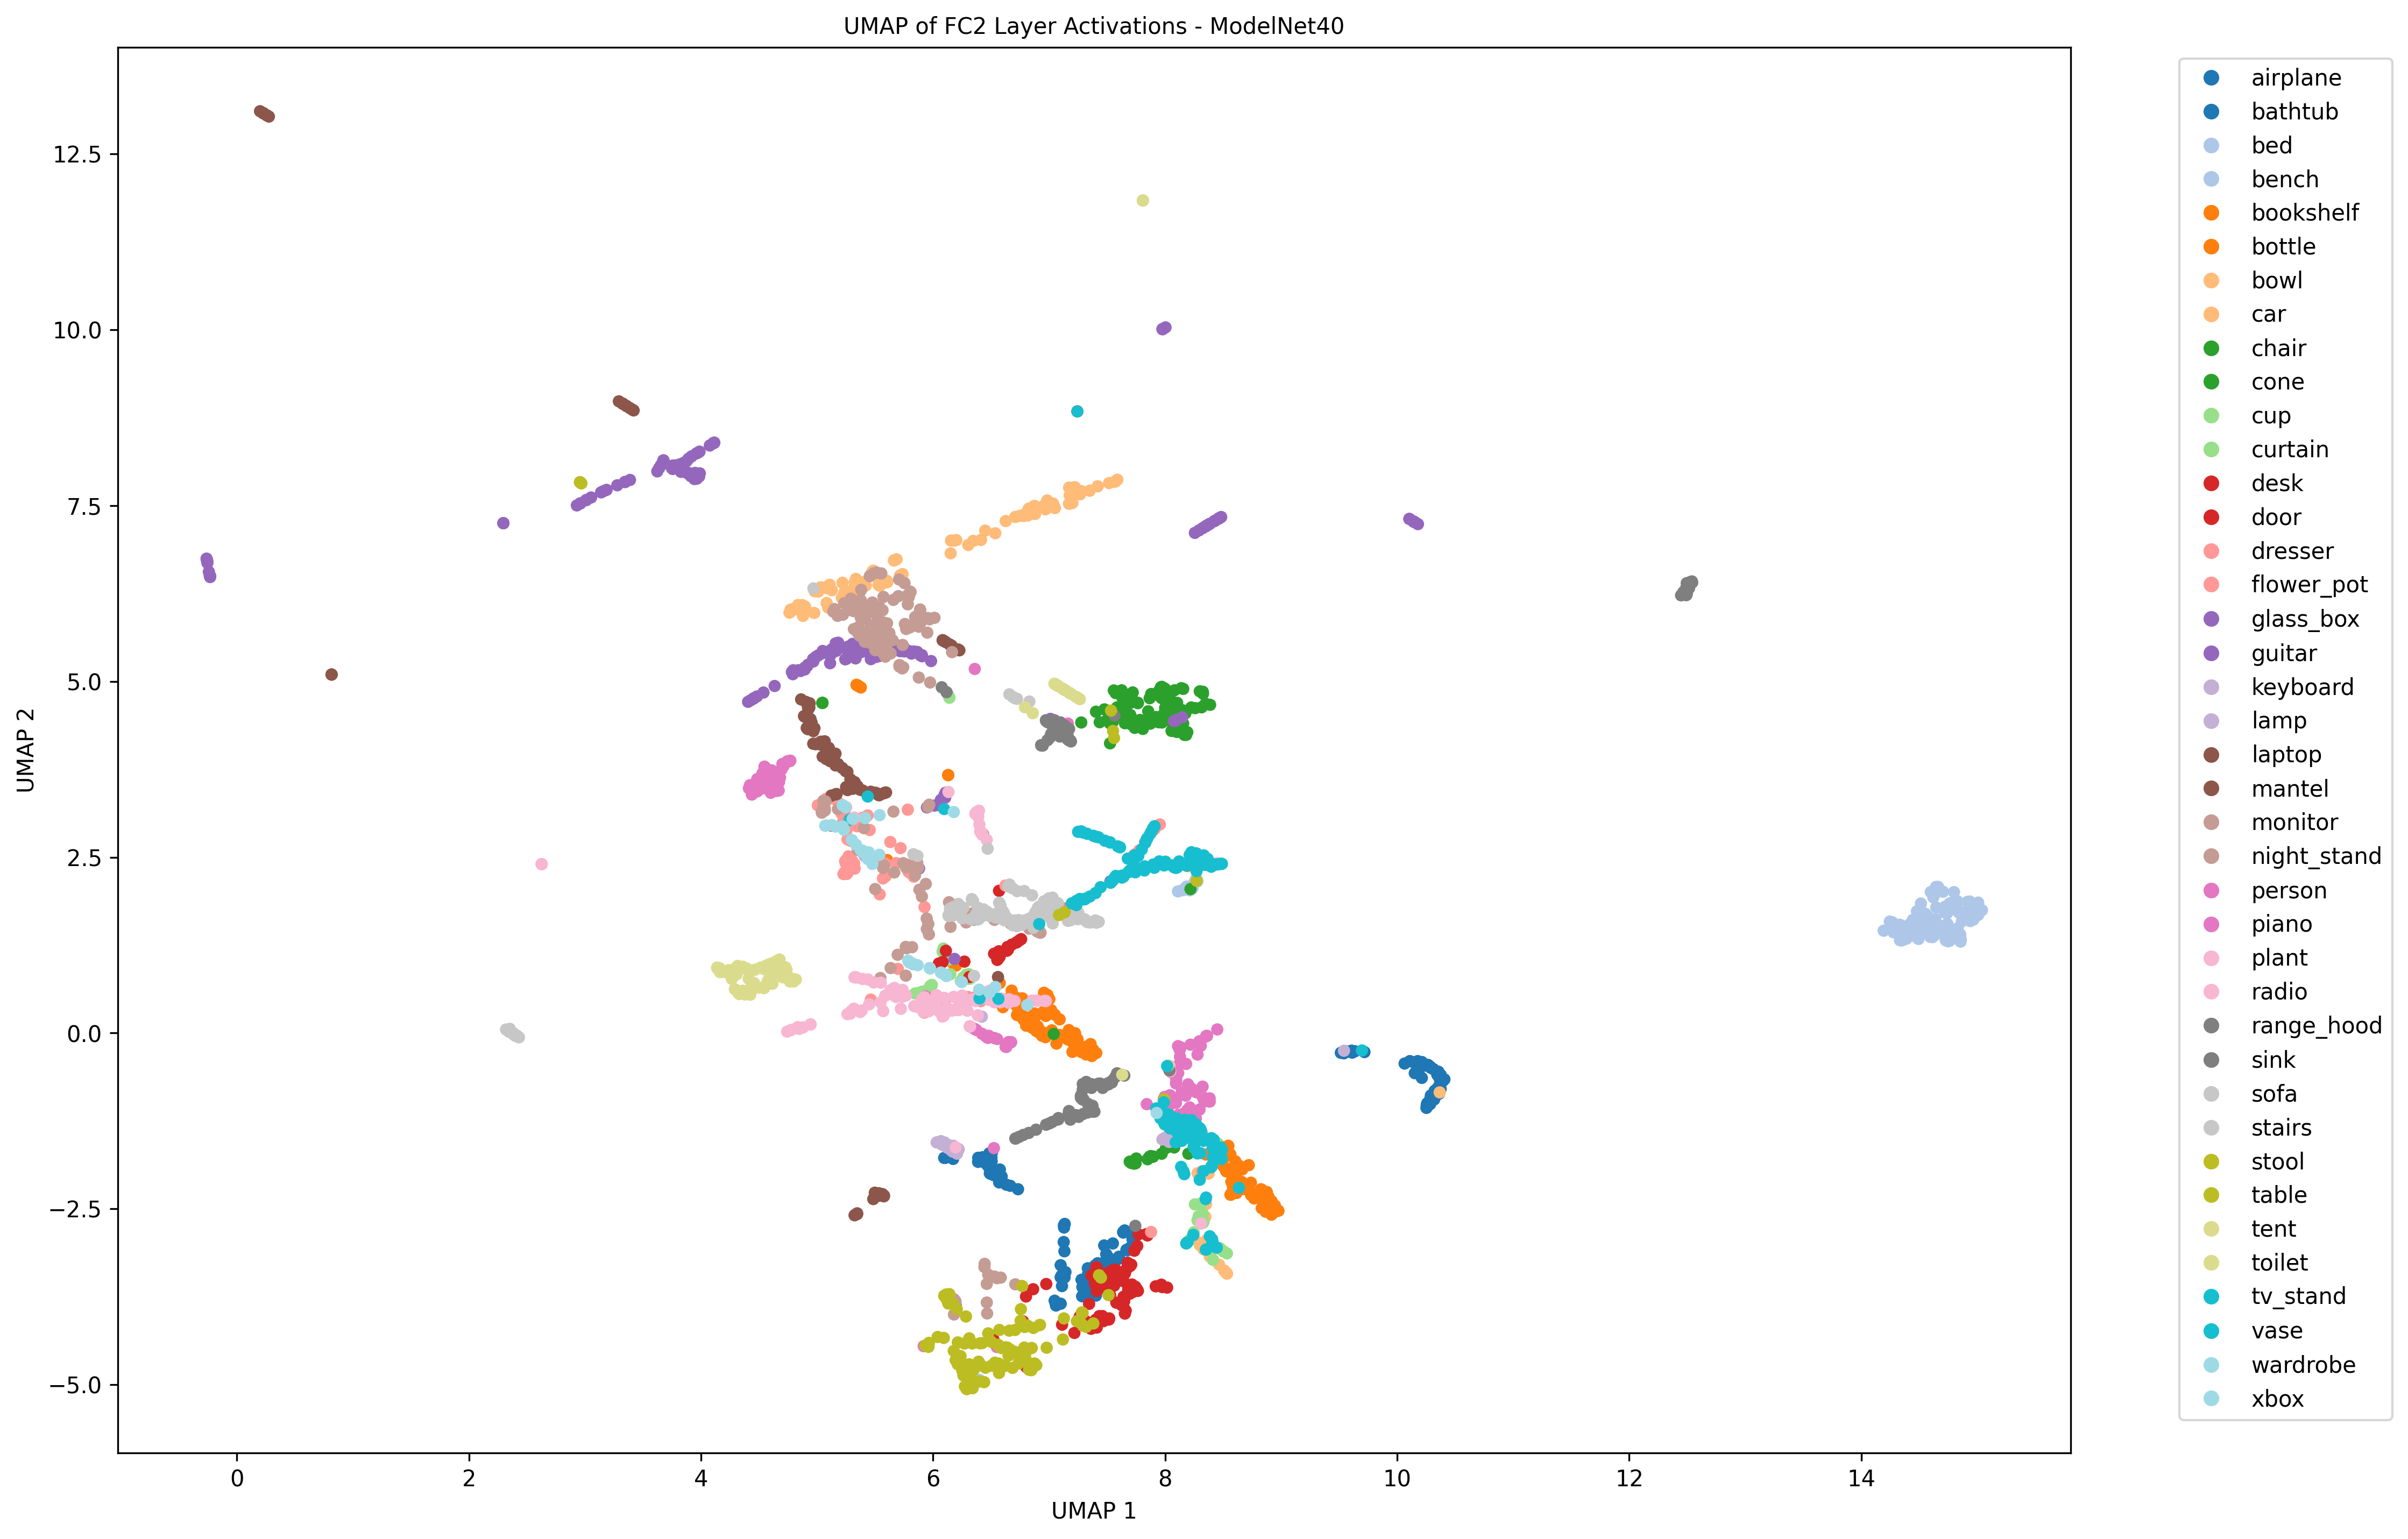 UMAP of FC2 Layer Activations - ModelNet40
12.5
10.0
7.5
5.0
2.5
0.0
−2.5
−5.0
UMAP 2
0 2 4 6 8 10 12 14
UMAP 1
airplane
bathtub
bed
bench
bookshelf
bottle
bowl
car
chair
cone
cup
curtain
desk
door
dresser
flower_pot
glass_box
guitar
keyboard
lamp
laptop
mantel
monitor
night_stand
person
piano
plant
radio
range_hood
sink
sofa
stairs
stool
table
tent
toilet
tv_stand
vase
wardrobe
xbox